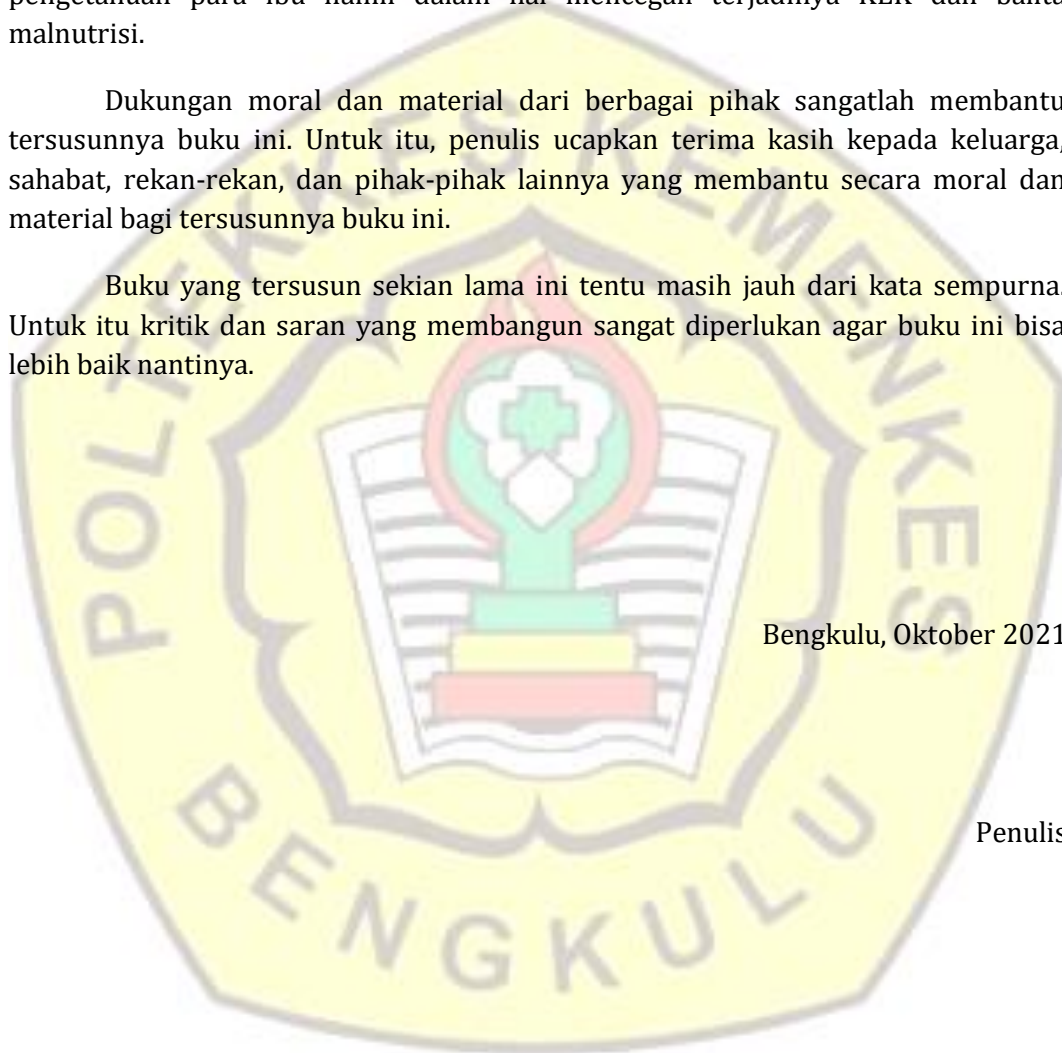 pengetahuan para ibu hamil dalam hal mencegah terjadinya KEK dan balita
malnutrisi.
Dukungan moral dan material dari berbagai pihak sangatlah membantu
tersusunnya buku ini. Untuk itu, penulis ucapkan terima kasih kepada keluarga,
sahabat, rekan-rekan, dan pihak-pihak lainnya yang membantu secara moral dan
material bagi tersusunnya buku ini.
Buku yang tersusun sekian lama ini tentu masih jauh dari kata sempurna.
Untuk itu kritik dan saran yang membangun sangat diperlukan agar buku ini bisa
lebih baik nantinya.
Bengkulu, Oktober 2021
Penulis
POLTEKKES KEMENKES
BENGKULU